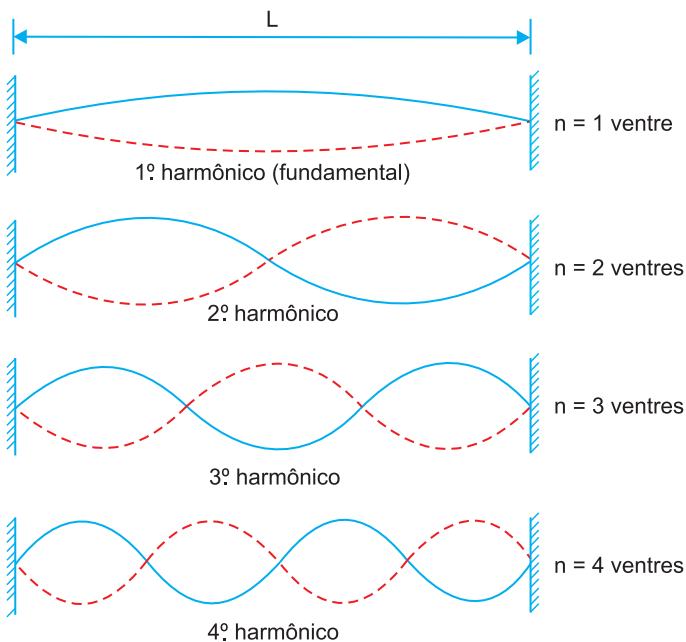 L
n = 1 ventre
1º harmônico (fundamental)
n = 2 ventres
2º harmônico
n = 3 ventres
3º harmônico
n = 4 ventres
4º harmônico